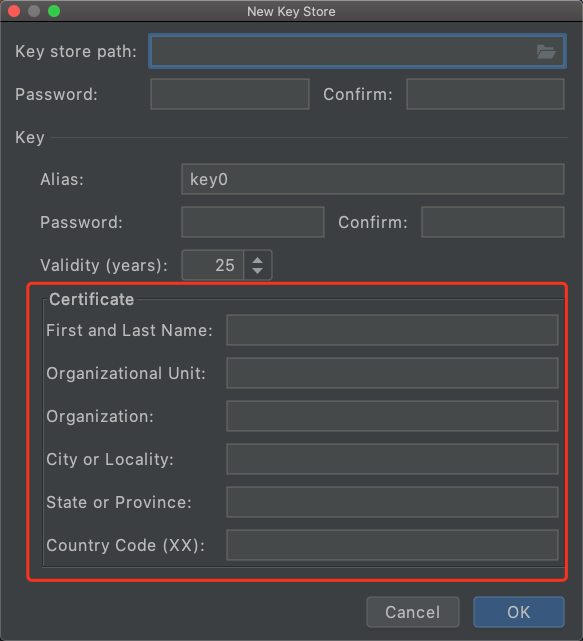 New Key Store
Key store path:
Password: Confirm:
Key
Alias: key0
Password: Confirm:
Validity (years): 25
Certificate
First and Last Name:
Organizational Unit:
Organization:
City or Locality:
State or Province:
Country Code (XX):
Cancel OK